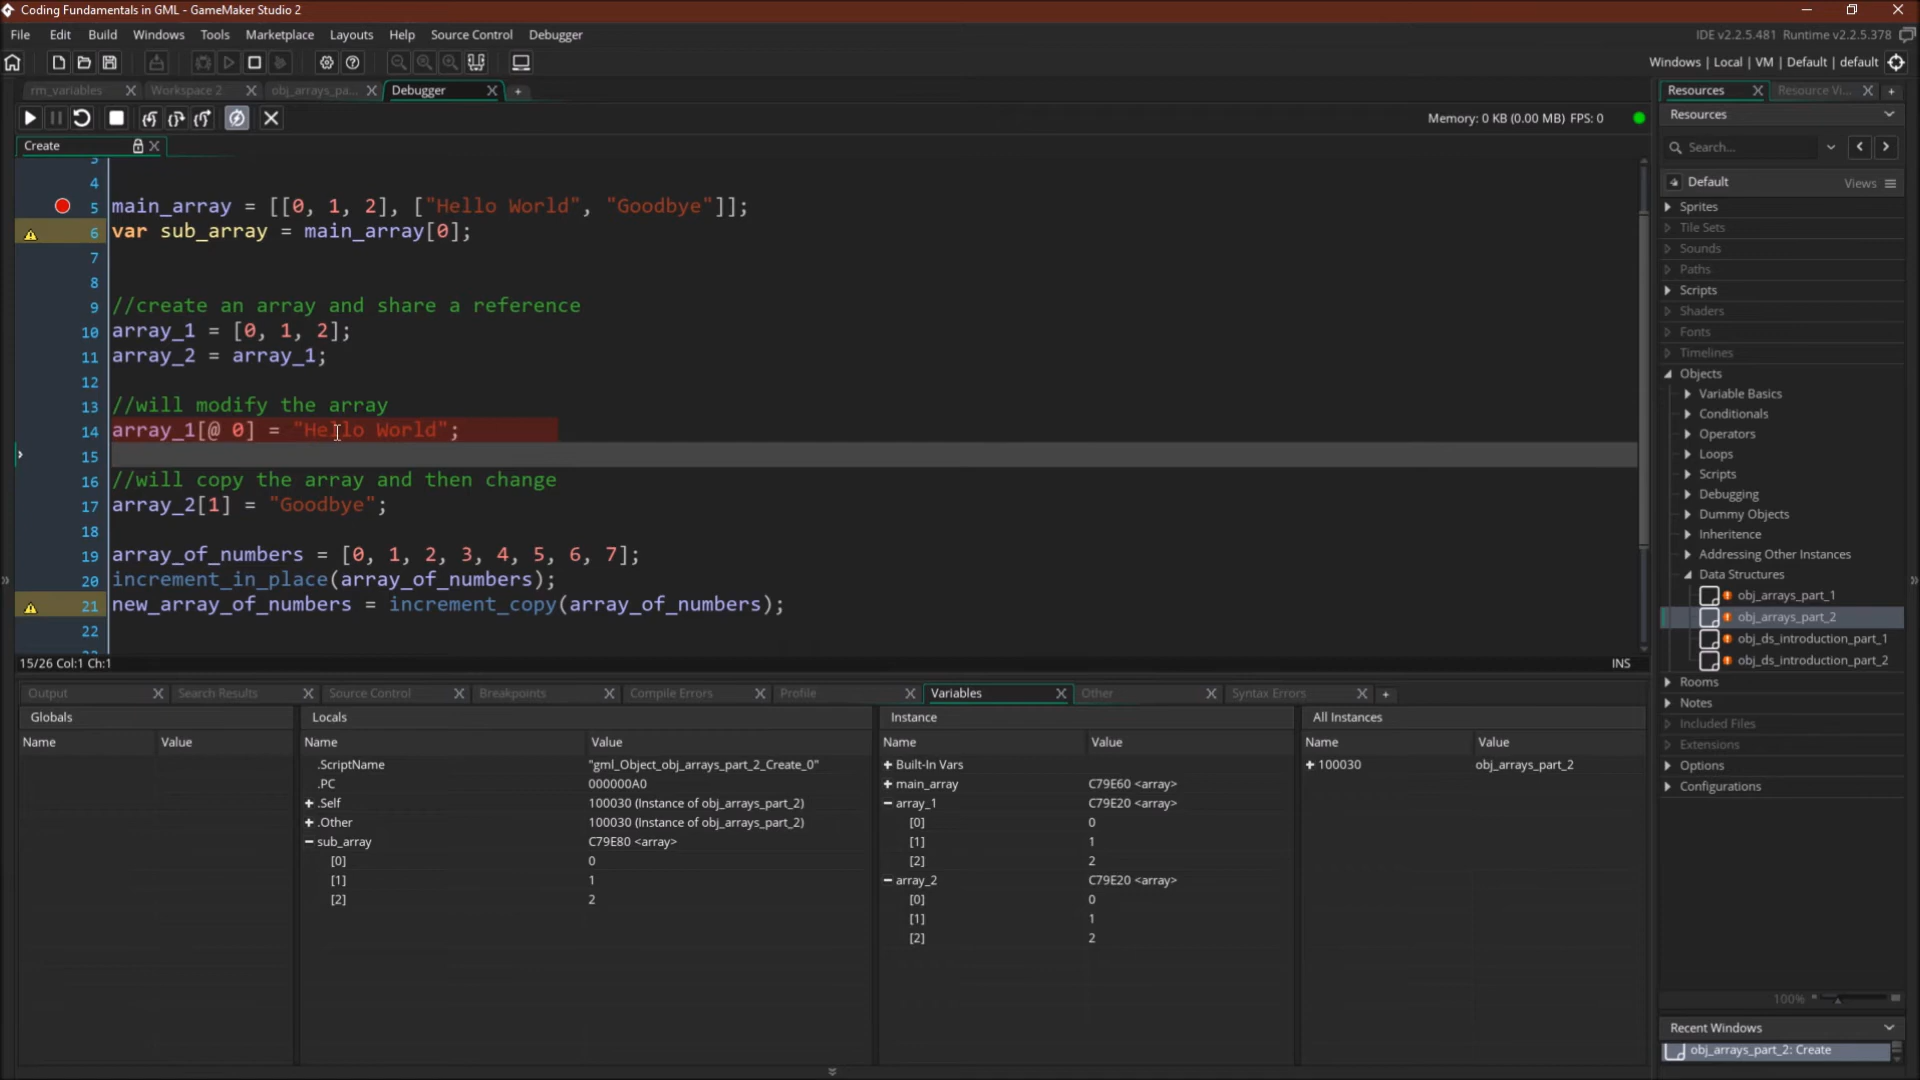 Coding Fundamentals in GML - GameMaker Studio 2
File Edit Build Windows Tools Marketplace Layouts Help Source Control Debugger
IDE v2.2.5.481 Runtime v2.2.5.378
Windows | Local | VM | Default | default
rm_variables Workspace 2 obj_arrays_pa... Debugger
Memory: 0 KB (0.00 MB) FPS: 0
Create
3
4
5 main_array = [[0, 1, 2], ["Hello World", "Goodbye"]];
6 var sub_array = main_array[0];
7
8
9 //create an array and share a reference
10 array_1 = [0, 1, 2];
11 array_2 = array_1;
12
13 //will modify the array
14 array_1[@ 0] = "Hello World";
15
16 //will copy the array and then change
17 array_2[1] = "Goodbye";
18
19 array_of_numbers = [0, 1, 2, 3, 4, 5, 6, 7];
20 increment_in_place(array_of_numbers);
21 new_array_of_numbers = increment_copy(array_of_numbers);
22
15/26 Col:1 Ch:1
INS
Output Search Results Source Control Breakpoints Compile Errors Profile Variables Other Syntax Errors
Globals
Name Value
Locals
Name Value
.ScriptName "gml_Object_obj_arrays_part_2_Create_0"
.PC 000000A0
.Self 100030 (Instance of obj_arrays_part_2)
.Other 100030 (Instance of obj_arrays_part_2)
sub_array C79E80 <array>
[0] 0
[1] 1
[2] 2
Instance
Name Value
Built-In Vars
main_array C79E60 <array>
array_1 C79E20 <array>
[0] 0
[1] 1
[2] 2
array_2 C79E20 <array>
[0] 0
[1] 1
[2] 2
All Instances
Name Value
100030 obj_arrays_part_2
Resources Resource Vi...
Resources
Search...
Default Views
Sprites
Tile Sets
Sounds
Paths
Scripts
Shaders
Fonts
Timelines
Objects
Variable Basics
Conditionals
Operators
Loops
Scripts
Debugging
Dummy Objects
Inheritence
Addressing Other Instances
Data Structures
obj_arrays_part_1
obj_arrays_part_2
obj_ds_introduction_part_1
obj_ds_introduction_part_2
Rooms
Notes
Included Files
Extensions
Options
Configurations
100%
Recent Windows
obj_arrays_part_2: Create